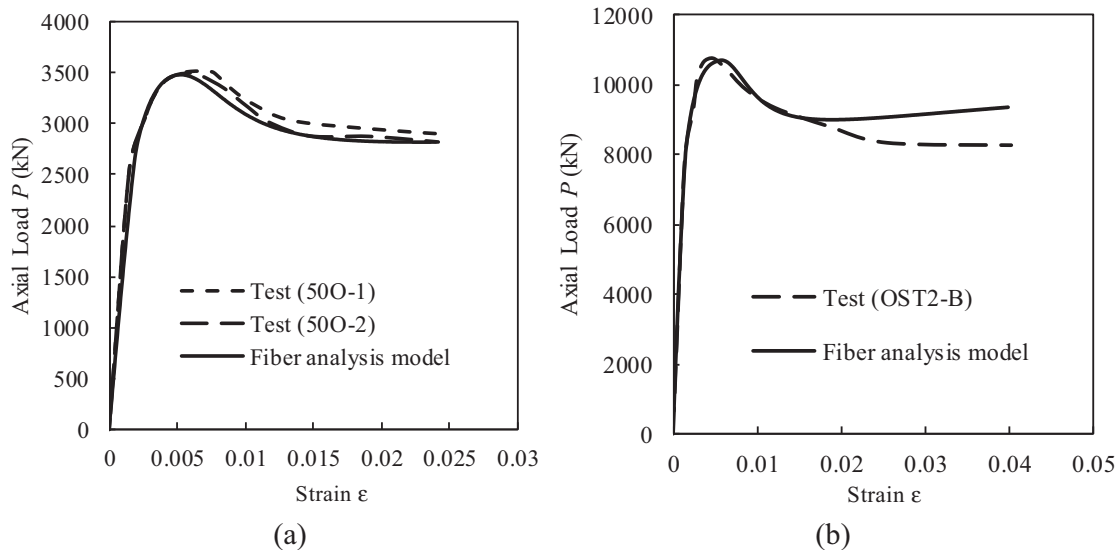 4000
3500
3000
2500
2000
1500
1000
500
0
Axial Load P (kN)
Test (50O-1)
Test (50O-2)
Fiber analysis model
0 0.005 0.01 0.015 0.02 0.025 0.03
Strain ε
(a)
12000
10000
8000
6000
4000
2000
0
Axial Load P (kN)
Test (OST2-B)
Fiber analysis model
0 0.01 0.02 0.03 0.04 0.05
Strain ε
(b)